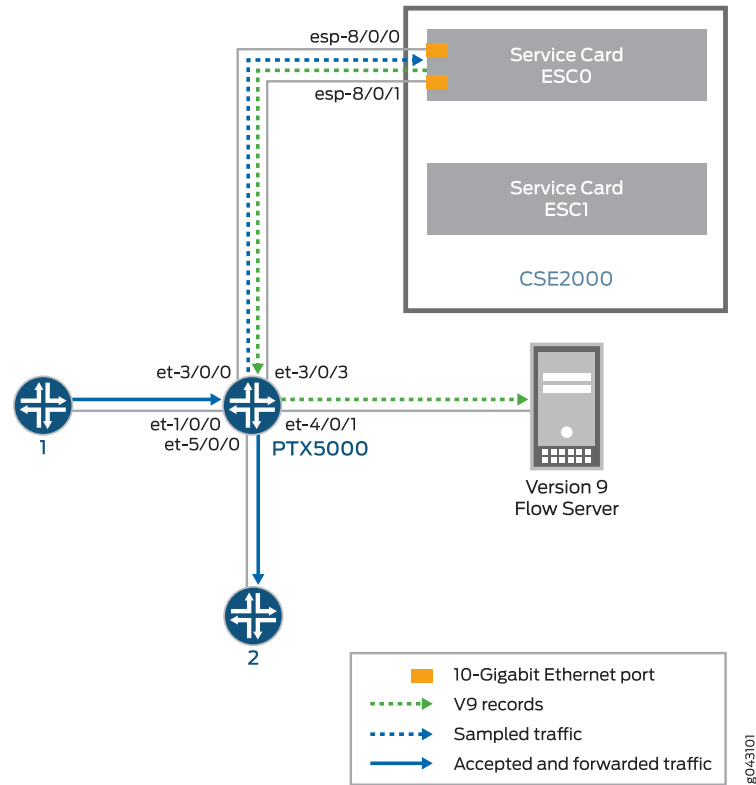 esp-8/0/0
Service Card
ESC0
esp-8/0/1
Service Card
ESC1
CSE2000
et-3/0/0
et-3/0/3
et-1/0/0
et-4/0/1
et-5/0/0
PTX5000
1
Version 9
Flow Server
2
10-Gigabit Ethernet port
V9 records
Sampled traffic
Accepted and forwarded traffic
g043101